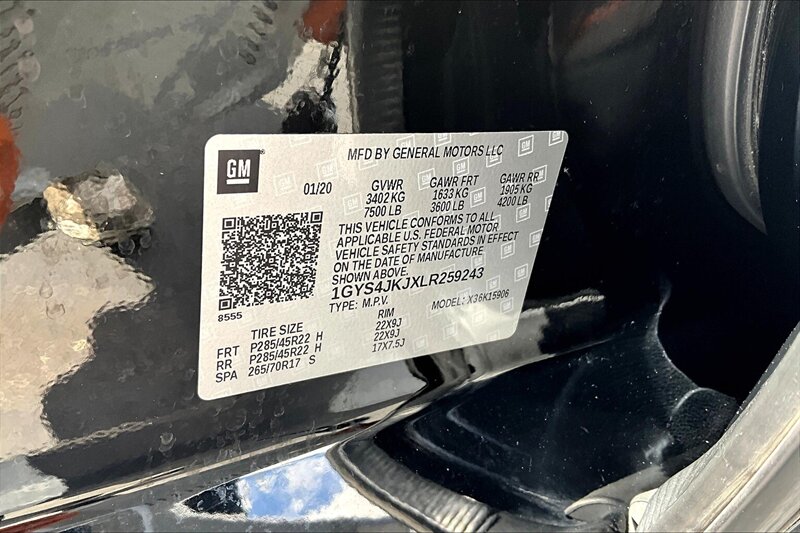 GM
MFD BY GENERAL MOTORS LLC
01/20
GVWR GAWR FRT GAWR RR
3402 KG 1633 KG 1905 KG
7500 LB 3600 LB 4200 LB
THIS VEHICLE CONFORMS TO ALL
APPLICABLE U.S. FEDERAL MOTOR
VEHICLE SAFETY STANDARDS IN EFFECT
ON THE DATE OF MANUFACTURE
SHOWN ABOVE.
1GYS4JKJXLR259243
TYPE: M.P.V. MODEL: X36K15906
8555
TIRE SIZE RIM
FRT P285/45R22 H 22X9J
RR P285/45R22 H 22X9J
SPA 265/70R17 S 17X7.5J